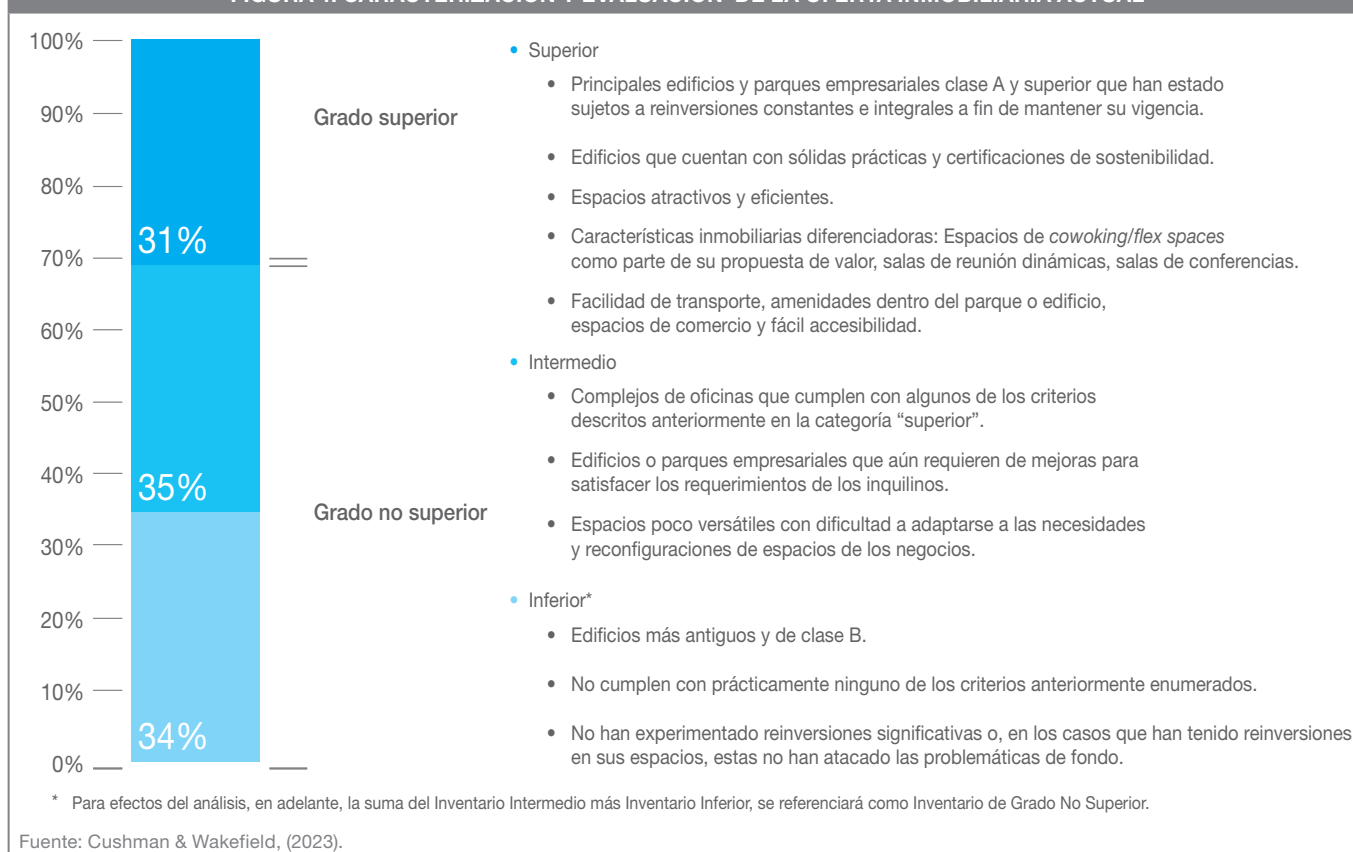 FIGURA 1. CARACTERIZACIÓN Y EVALUACIÓN DE LA OFERTA INMOBILIARIA ACTUAL
100%
90%
80%
70%
60%
50%
40%
30%
20%
10%
0%
31%
35%
34%
Grado superior
Grado no superior
• Superior
• Principales edificios y parques empresariales clase A y superior que han estado
sujetos a reinversiones constantes e integrales a fin de mantener su vigencia.
• Edificios que cuentan con sólidas prácticas y certificaciones de sostenibilidad.
• Espacios atractivos y eficientes.
• Características inmobiliarias diferenciadoras: Espacios de cowoking/flex spaces
como parte de su propuesta de valor, salas de reunión dinámicas, salas de conferencias.
• Facilidad de transporte, amenidades dentro del parque o edificio,
espacios de comercio y fácil accesibilidad.
• Intermedio
• Complejos de oficinas que cumplen con algunos de los criterios
descritos anteriormente en la categoría “superior”.
• Edificios o parques empresariales que aún requieren de mejoras para
satisfacer los requerimientos de los inquilinos.
• Espacios poco versátiles con dificultad a adaptarse a las necesidades
y reconfiguraciones de espacios de los negocios.
• Inferior*
• Edificios más antiguos y de clase B.
• No cumplen con prácticamente ninguno de los criterios anteriormente enumerados.
• No han experimentado reinversiones significativas o, en los casos que han tenido reinversiones
en sus espacios, estas no han atacado las problemáticas de fondo.
* Para efectos del análisis, en adelante, la suma del Inventario Intermedio más Inventario Inferior, se referenciará como Inventario de Grado No Superior.
Fuente: Cushman & Wakefield, (2023).